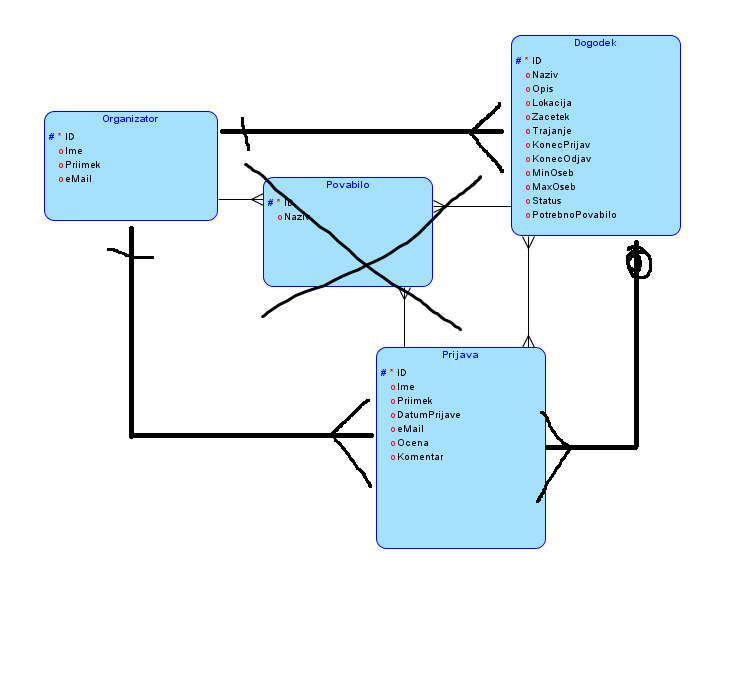 Dogodek
# * ID
o Naziv
o Opis
o Lokacija
o Zacetek
o Trajanje
o KonecPrijav
o KonecOdjav
o MinOseb
o MaxOseb
o Status
o PotrebnoPovabilo
Organizator
# * ID
o Ime
o Priimek
o eMail
Povabilo
# * ID
o Naziv
Prijava
# * ID
o Ime
o Priimek
o DatumPrijave
o eMail
o Ocena
o Komentar